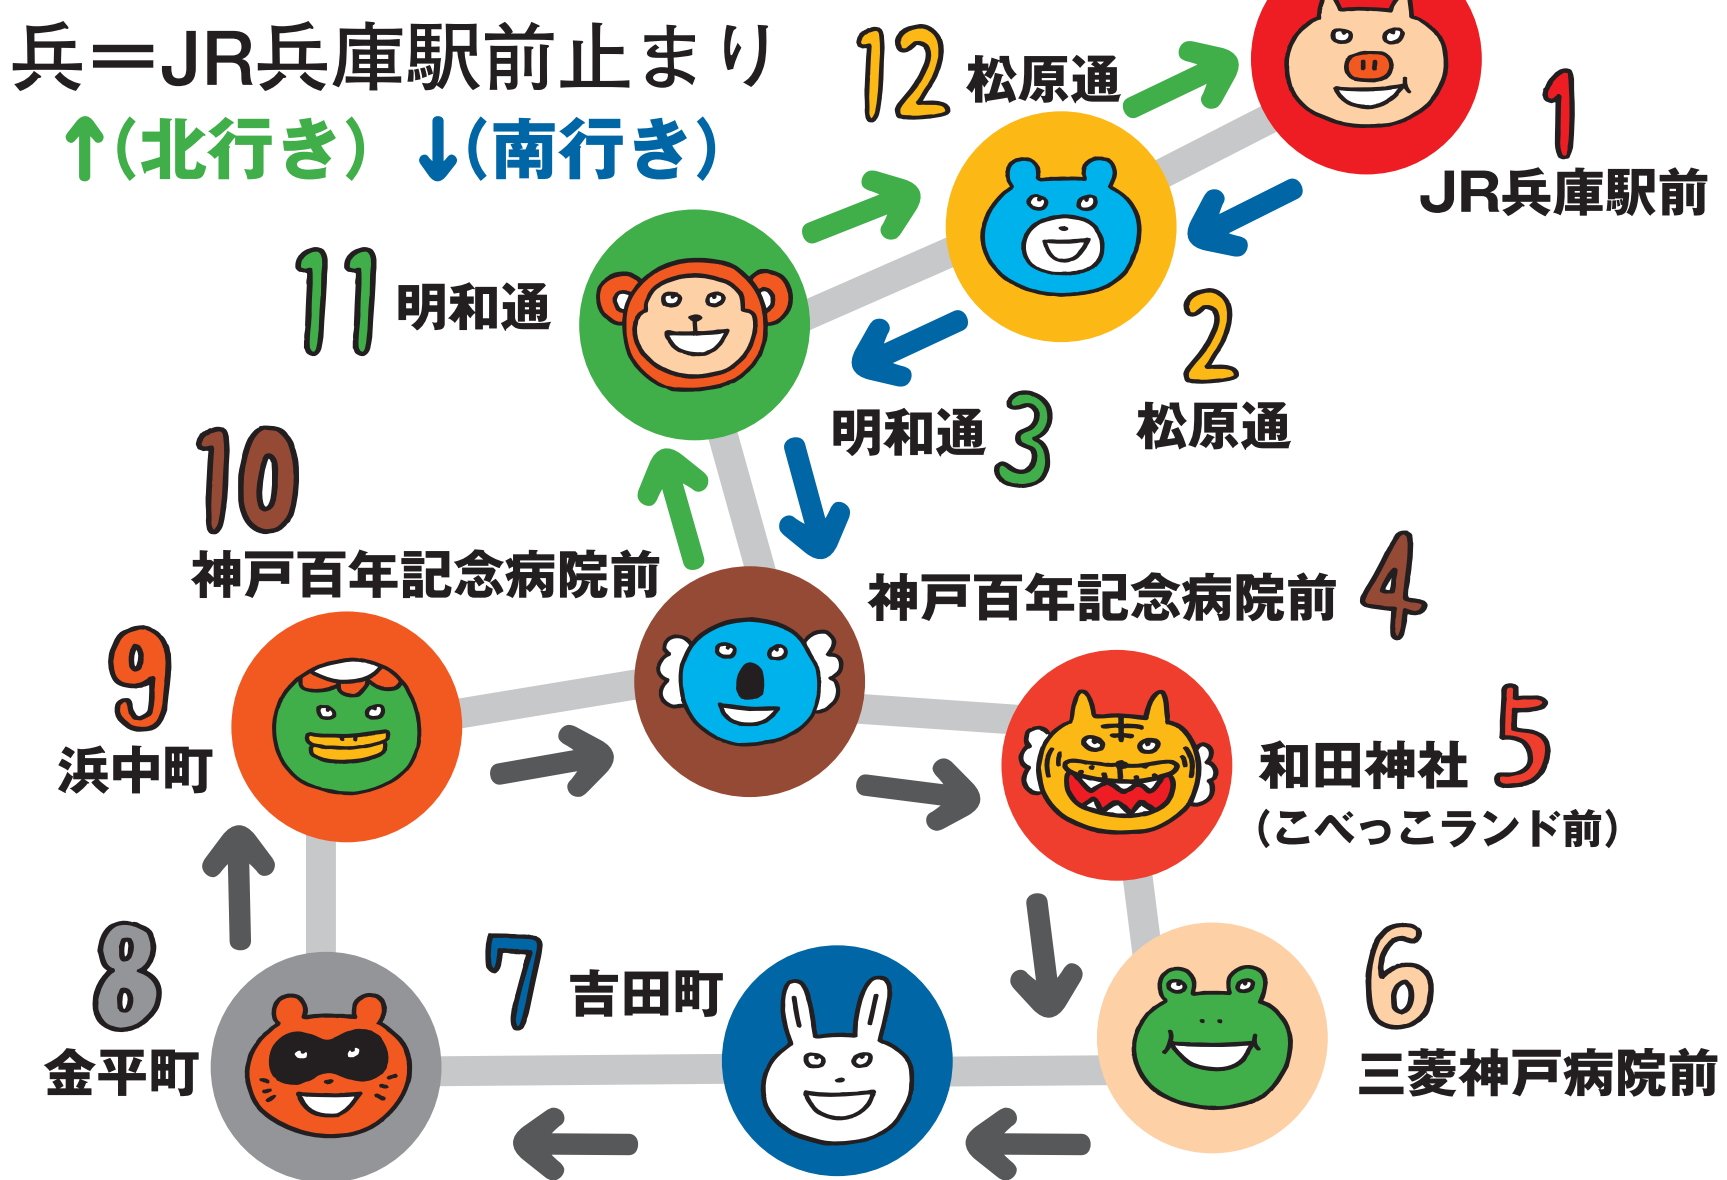 兵＝JR兵庫駅前止まり
↑(北行き) ↓(南行き)
12 松原通
1
JR兵庫駅前
11 明和通
2
松原通
明和通 3
10
神戸百年記念病院前
神戸百年記念病院前 4
9
浜中町
和田神社 5
(こべっこランド前)
8
金平町
7 吉田町
6
三菱神戸病院前